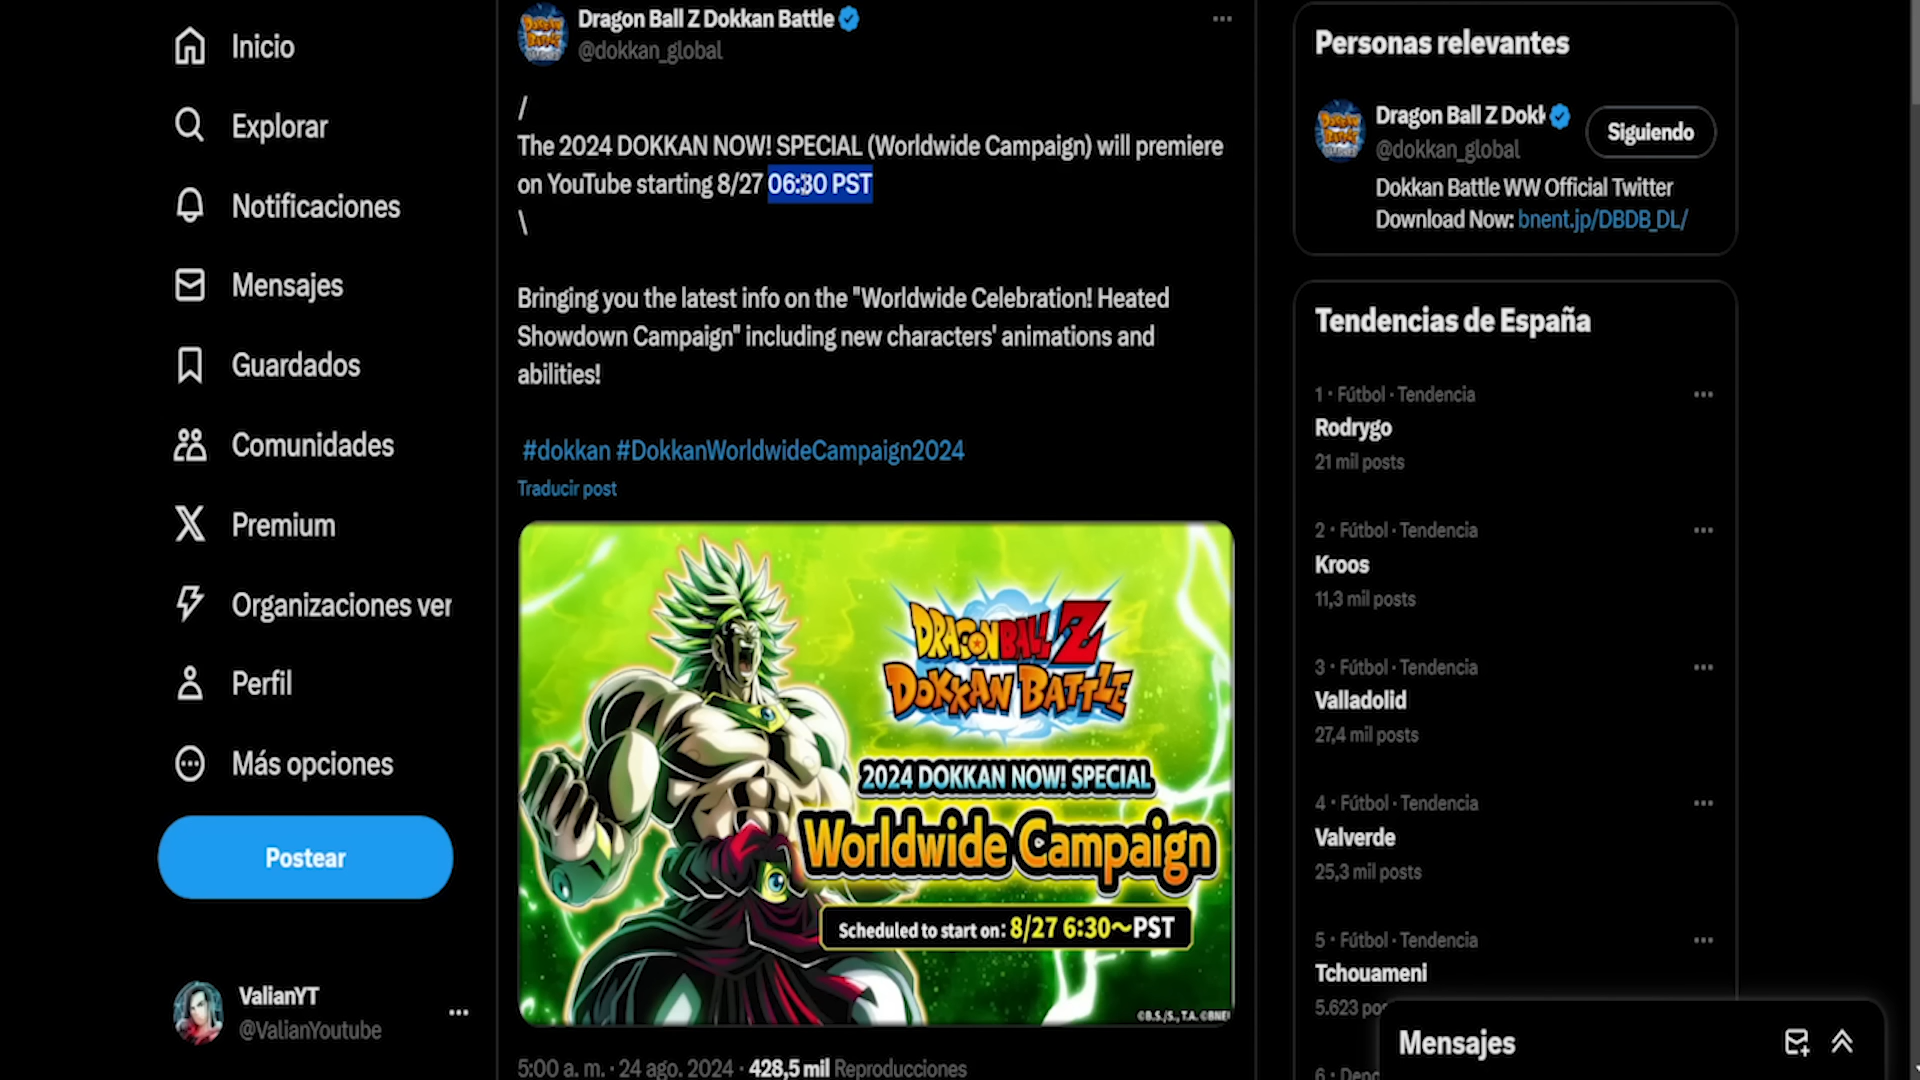 Inicio
Explorar
Notificaciones
Mensajes
Guardados
Comunidades
Premium
Organizaciones ver
Perfil
Más opciones
Postear
ValianYT
@ValianYoutube
Dragon Ball Z Dokkan Battle
@dokkan_global
/
The 2024 DOKKAN NOW! SPECIAL (Worldwide Campaign) will premiere
on YouTube starting 8/27 06:30 PST
\
Bringing you the latest info on the "Worldwide Celebration! Heated
Showdown Campaign" including new characters' animations and
abilities!
#dokkan #DokkanWorldwideCampaign2024
Traducir post
DRAGON BALL Z
DOKKAN BATTLE
2024 DOKKAN NOW! SPECIAL
Worldwide Campaign
Scheduled to start on: 8/27 6:30~PST
©B.S./S., T.A. ©BNEI
5:00 a. m. · 24 ago. 2024 · 428,5 mil Reproducciones
Personas relevantes
Dragon Ball Z Dokk
@dokkan_global
Siguiendo
Dokkan Battle WW Official Twitter
Download Now: bnent.jp/DBDB_DL/
Tendencias de España
1 · Fútbol · Tendencia
Rodrygo
21 mil posts
2 · Fútbol · Tendencia
Kroos
11,3 mil posts
3 · Fútbol · Tendencia
Valladolid
27,4 mil posts
4 · Fútbol · Tendencia
Valverde
25,3 mil posts
5 · Fútbol · Tendencia
Tchouameni
5.623 pos
Mensajes